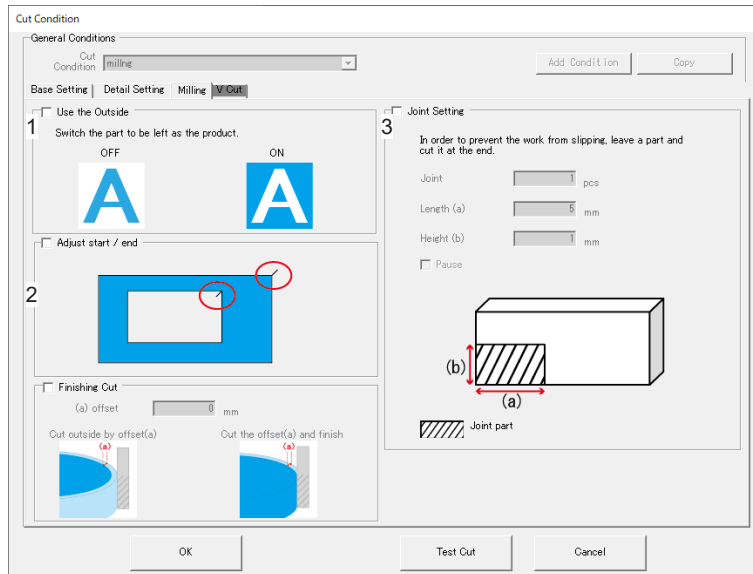 Cut Condition
General Conditions
Cut Condition
millng
Add Condition
Copy
Base Setting
Detail Setting
Milling
V Cut
1
Use the Outside
Switch the part to be left as the product.
OFF
ON
A
A
2
Adjust start / end
Finishing Cut
(a) offset
0
mm
Cut outside by offset(a)
(a)
Cut the offset(a) and finish
(a)
3
Joint Setting
In order to prevent the work from slipping, leave a part and
cut it at the end.
Joint
1
pcs
Length (a)
5
mm
Height (b)
1
mm
Pause
(b)
(a)
Joint part
OK
Test Cut
Cancel